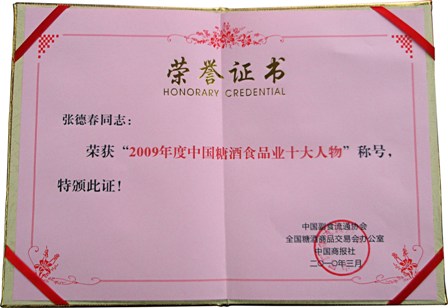 荣誉证书
HONORARY CREDENTIAL
张德春同志：
荣获“2009年度中国糖酒食品业十大人物”称号，
特颁此证！
中国副食流通协会
全国糖酒商品交易会办公室
中国商报社
二〇一〇年三月